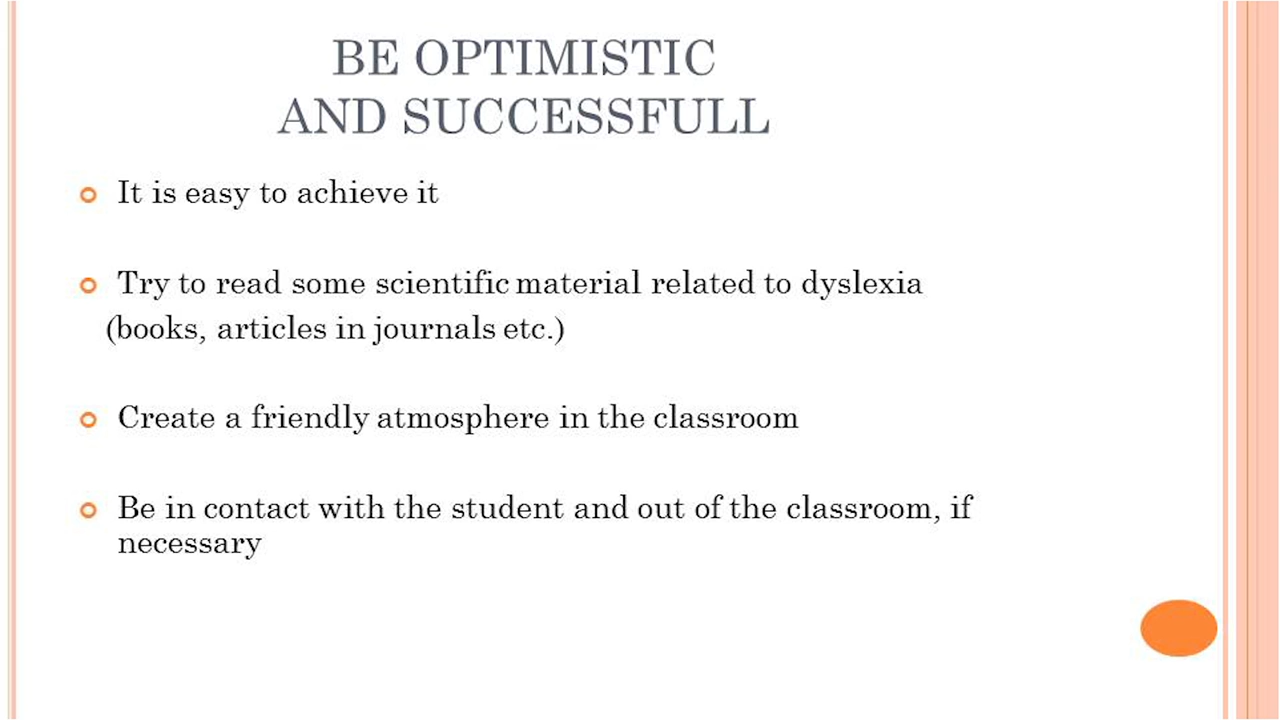 BE OPTIMISTIC
AND SUCCESSFULL
It is easy to achieve it
Try to read some scientific material related to dyslexia
(books, articles in journals etc.)
Create a friendly atmosphere in the classroom
Be in contact with the student and out of the classroom, if
necessary